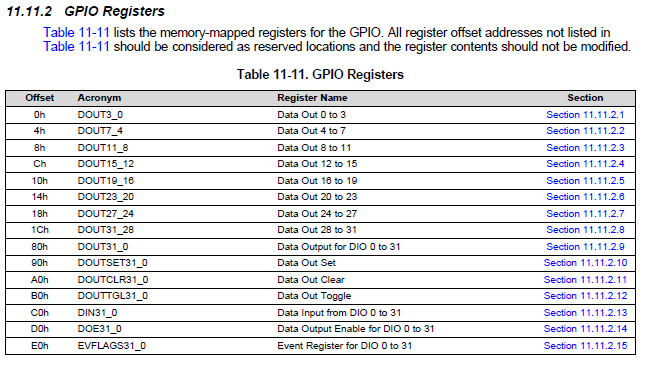 11.11.2 GPIO Registers
Table 11-11 lists the memory-mapped registers for the GPIO. All register offset addresses not listed in
Table 11-11 should be considered as reserved locations and the register contents should not be modified.
Table 11-11. GPIO Registers
Offset Acronym Register Name Section
0h DOUT3_0 Data Out 0 to 3 Section 11.11.2.1
4h DOUT7_4 Data Out 4 to 7 Section 11.11.2.2
8h DOUT11_8 Data Out 8 to 11 Section 11.11.2.3
Ch DOUT15_12 Data Out 12 to 15 Section 11.11.2.4
10h DOUT19_16 Data Out 16 to 19 Section 11.11.2.5
14h DOUT23_20 Data Out 20 to 23 Section 11.11.2.6
18h DOUT27_24 Data Out 24 to 27 Section 11.11.2.7
1Ch DOUT31_28 Data Out 28 to 31 Section 11.11.2.8
80h DOUT31_0 Data Output for DIO 0 to 31 Section 11.11.2.9
90h DOUTSET31_0 Data Out Set Section 11.11.2.10
A0h DOUTCLR31_0 Data Out Clear Section 11.11.2.11
B0h DOUTTGL31_0 Data Out Toggle Section 11.11.2.12
C0h DIN31_0 Data Input from DIO 0 to 31 Section 11.11.2.13
D0h DOE31_0 Data Output Enable for DIO 0 to 31 Section 11.11.2.14
E0h EVFLAGS31_0 Event Register for DIO 0 to 31 Section 11.11.2.15